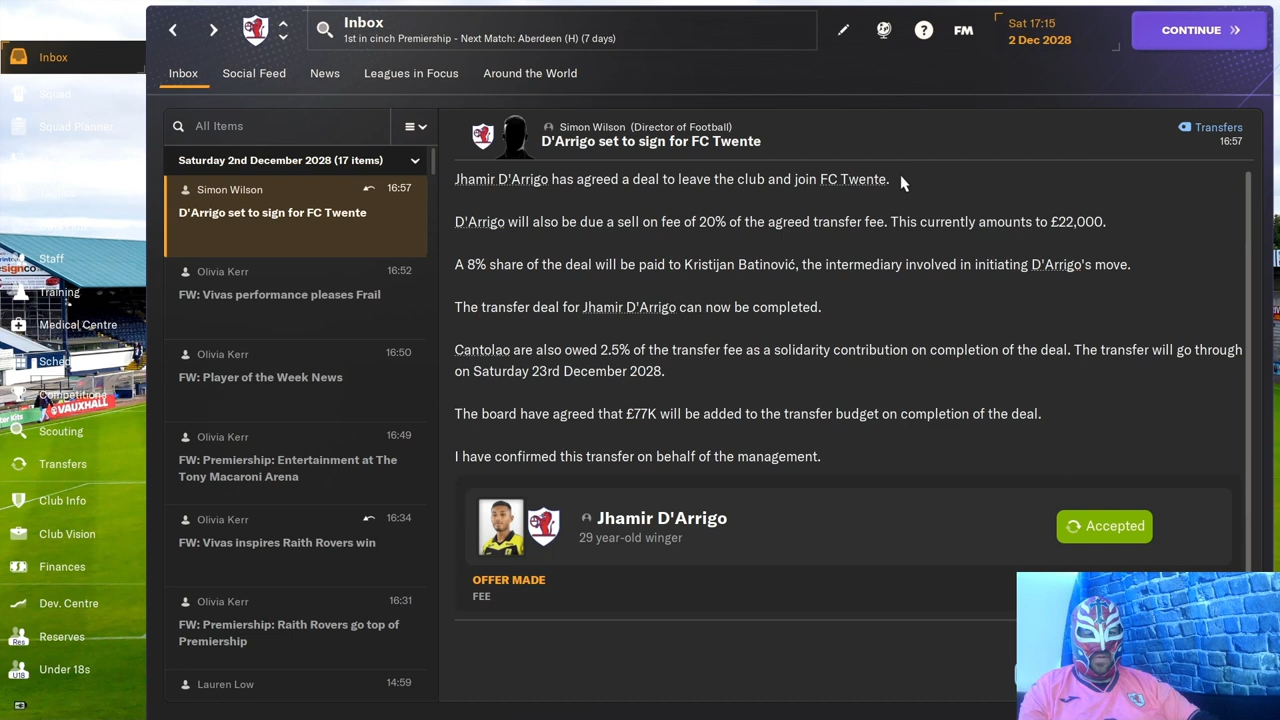 Inbox
1st in cinch Premiership - Next Match: Aberdeen (H) (7 days)
FM
Sat 17:15
2 Dec 2028
CONTINUE
Inbox
Squad
Squad Planner
Staff
Training
Medical Centre
Sched
Competitions
Scouting
Transfers
Club Info
Club Vision
Finances
Dev. Centre
Reserves
Under 18s
Res
U18
Inbox
Social Feed
News
Leagues in Focus
Around the World
All Items
Saturday 2nd December 2028 (17 items)
Simon Wilson
16:57
D'Arrigo set to sign for FC Twente
Olivia Kerr
16:52
FW: Vivas performance pleases Frail
Olivia Kerr
16:50
FW: Player of the Week News
Olivia Kerr
16:49
FW: Premiership: Entertainment at The
Tony Macaroni Arena
Olivia Kerr
16:34
FW: Vivas inspires Raith Rovers win
Olivia Kerr
16:31
FW: Premiership: Raith Rovers go top of
Premiership
Lauren Low
14:59
Simon Wilson (Director of Football)
D'Arrigo set to sign for FC Twente
Transfers
16:57
Jhamir D'Arrigo has agreed a deal to leave the club and join FC Twente.
D'Arrigo will also be due a sell on fee of 20% of the agreed transfer fee. This currently amounts to £22,000.
A 8% share of the deal will be paid to Kristijan Batinović, the intermediary involved in initiating D'Arrigo's move.
The transfer deal for Jhamir D'Arrigo can now be completed.
Cantolao are also owed 2.5% of the transfer fee as a solidarity contribution on completion of the deal. The transfer will go through
on Saturday 23rd December 2028.
The board have agreed that £77K will be added to the transfer budget on completion of the deal.
I have confirmed this transfer on behalf of the management.
Jhamir D'Arrigo
29 year-old winger
Accepted
OFFER MADE
FEE
VAUXHALL